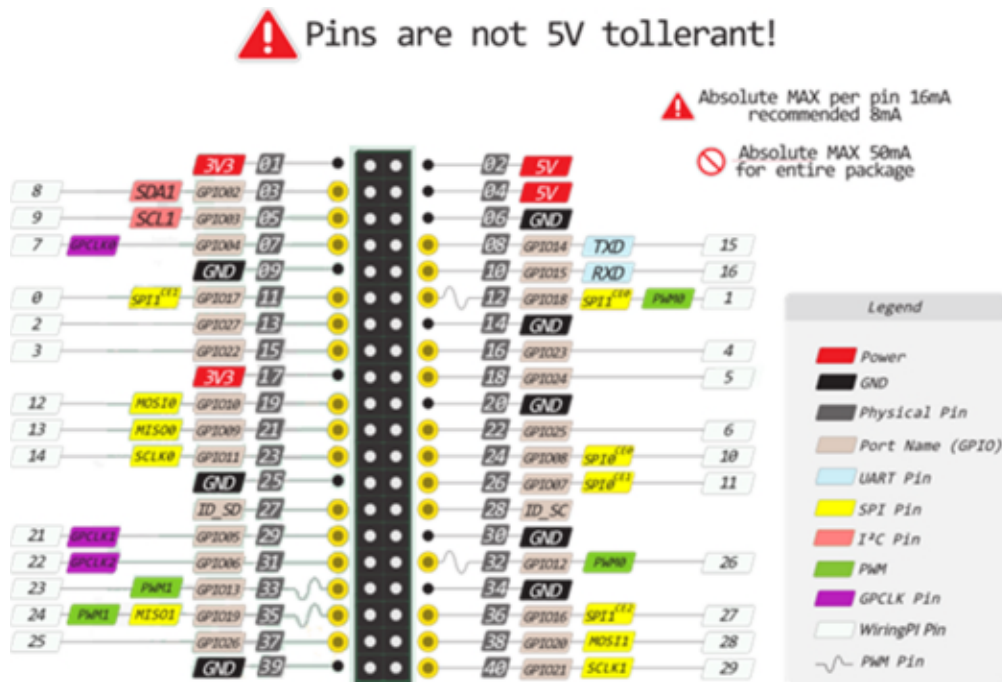 Pins are not 5V tollerant!
Absolute MAX per pin 16mA
recommended 8mA
Absolute MAX 50mA
for entire package
3V3 01 02 5V
8 SDA1 GPIO02 03 04 5V
9 SCL1 GPIO03 05 06 GND
7 GPCLK0 GPIO04 07 08 GPIO14 TXD 15
GND 09 10 GPIO15 RXD 16
0 SPI1 CE1 GPIO17 11 12 GPIO18 SPI1 CE0 PWM0 1
2 GPIO27 13 14 GND
3 GPIO22 15 16 GPIO23 4
3V3 17 18 GPIO24 5
12 MOSI0 GPIO10 19 20 GND
13 MISO0 GPIO09 21 22 GPIO25 6
14 SCLK0 GPIO11 23 24 GPIO08 SPI0 CE0 10
GND 25 26 GPIO07 SPI0 CE1 11
ID_SD 27 28 ID_SC
21 GPCLK1 GPIO05 29 30 GND
22 GPCLK2 GPIO06 31 32 GPIO12 PWM0 26
23 PWM1 GPIO13 33 34 GND
24 PWM1 MISO1 GPIO19 35 36 GPIO16 SPI1 CE2 27
25 GPIO26 37 38 GPIO20 MOSI1 28
GND 39 40 GPIO21 SCLK1 29
Legend
Power
GND
Physical Pin
Port Name (GPIO)
UART Pin
SPI Pin
I²C Pin
PWM
GPCLK Pin
WiringPI Pin
PWM Pin